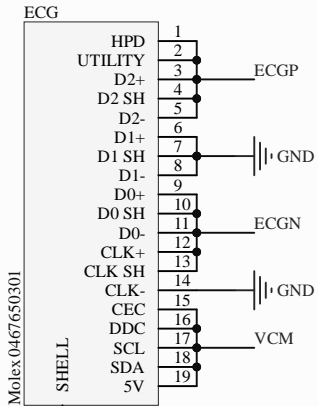 ECG
HPD 1
UTILITY 2
D2+ 3 ECGP
D2 SH 4
D2- 5
D1+ 6
D1 SH 7 GND
D1- 8
D0+ 9
D0 SH 10
D0- 11 ECGN
CLK+ 12
CLK SH 13
CLK- 14 GND
CEC 15
DDC 16
SCL 17 VCM
SDA 18
5V 19
Molex 0467650301
SHELL